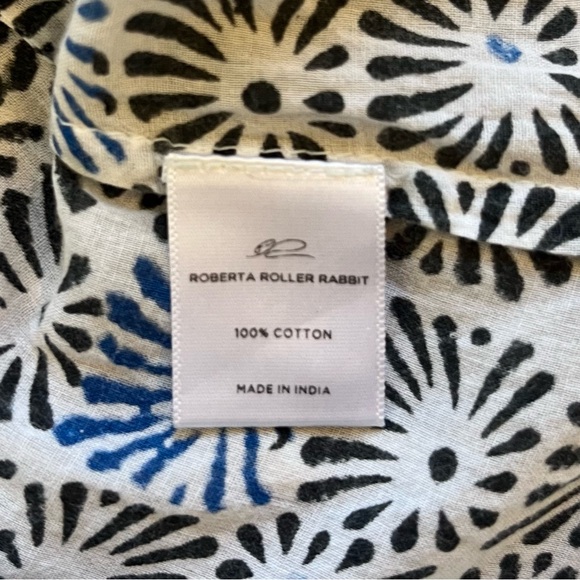 ROBERTA ROLLER RABBIT
100% COTTON
MADE IN INDIA